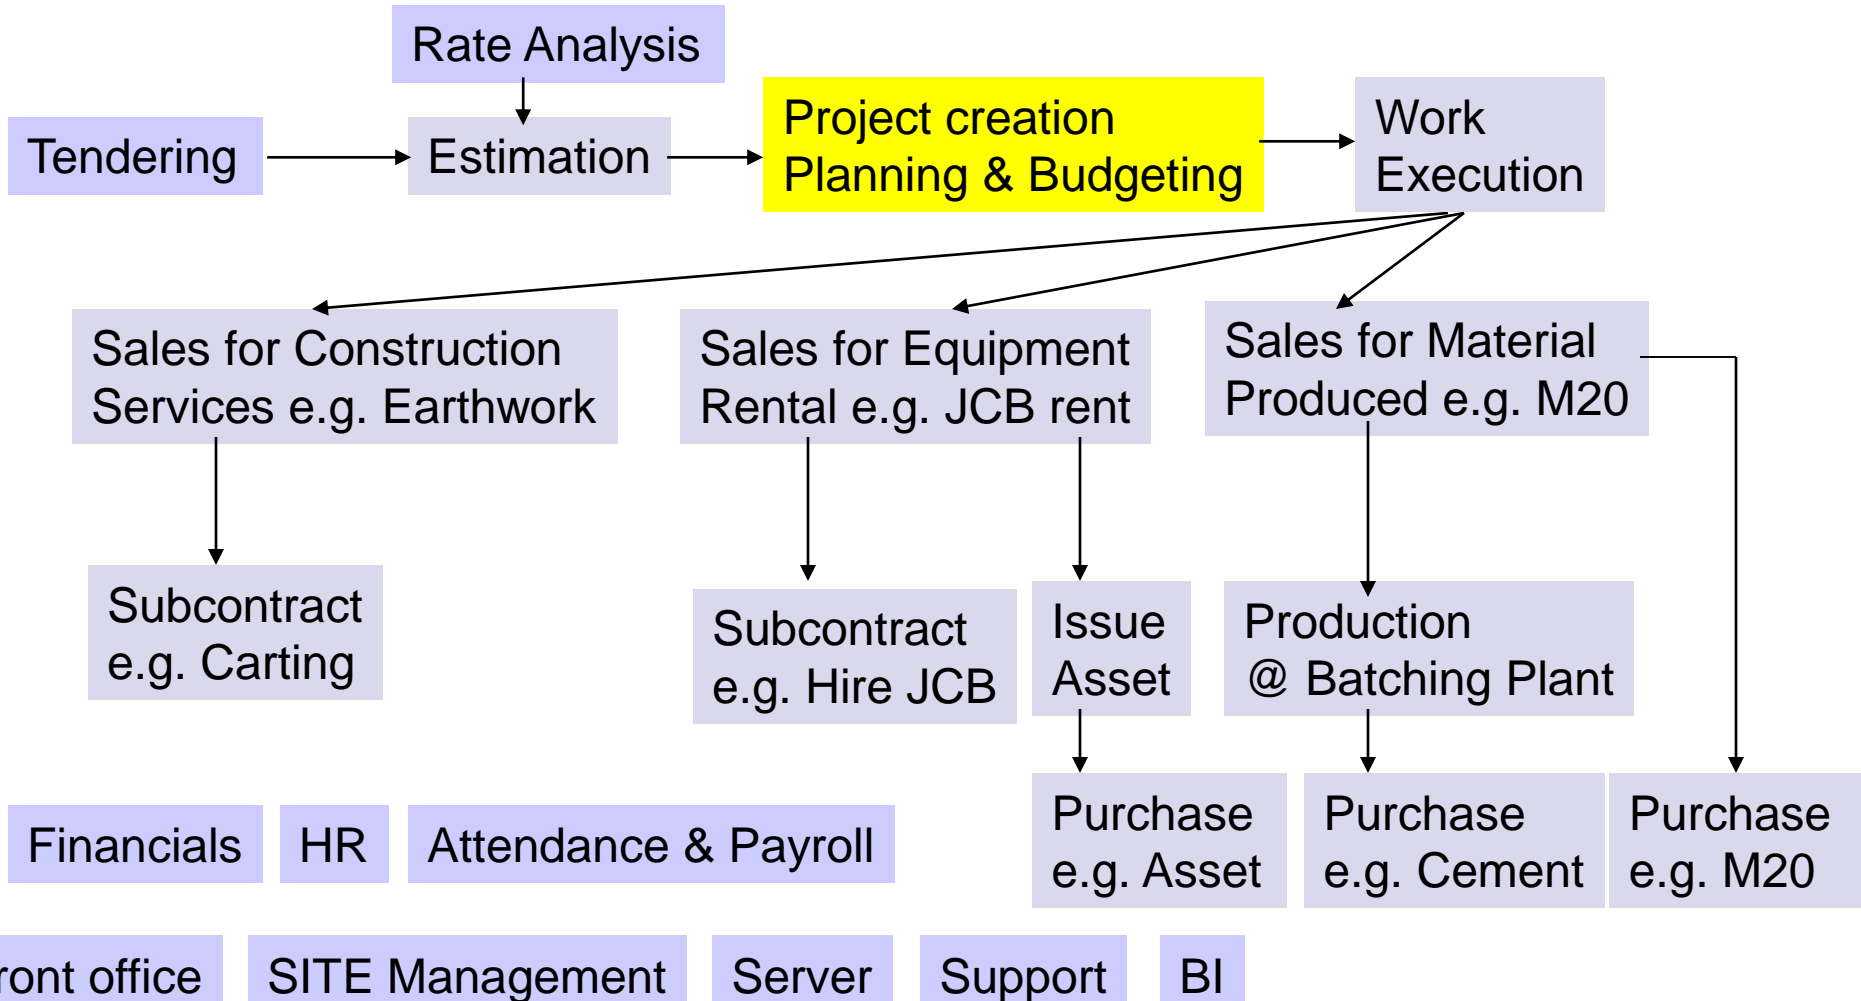 Rate Analysis
Tendering
Estimation
Project creation
Planning & Budgeting
Work
Execution
Sales for Construction
Services e.g. Earthwork
Sales for Equipment
Rental e.g. JCB rent
Sales for Material
Produced e.g. M20
Subcontract
e.g. Carting
Subcontract
e.g. Hire JCB
Issue
Asset
Production
@ Batching Plant
Purchase
e.g. Asset
Purchase
e.g. Cement
Purchase
e.g. M20
Financials
HR
Attendance & Payroll
ront office
SITE Management
Server
Support
BI